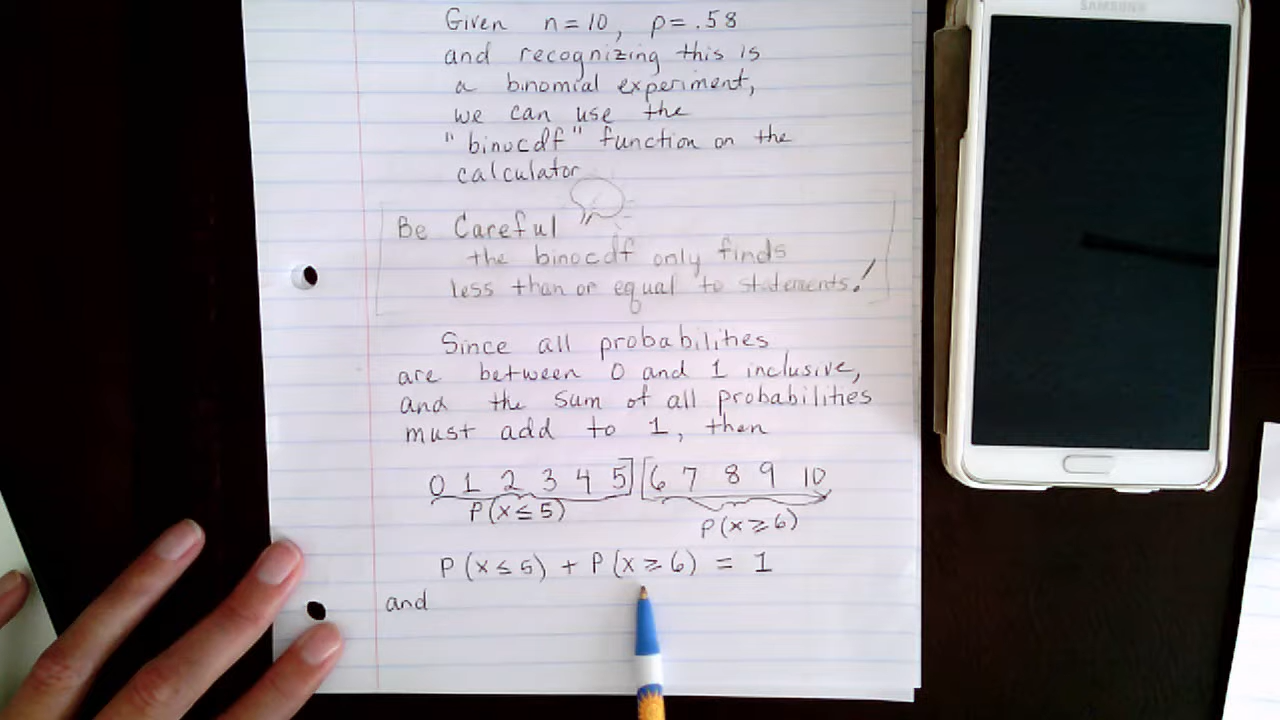 SAMSUNG
Given n=10, p=.58
and recognizing this is
a binomial experiment,
we can use the
"binocdf" function on the
calculator
Be Careful
the binocdf only finds
less than or equal to statements!
Since all probabilities
are between 0 and 1 inclusive,
and the sum of all probabilities
must add to 1, then
0 1 2 3 4 5] [6 7 8 9 10
P(x≤5) P(x≥6)
P(x≤5) + P(x≥6) = 1
and